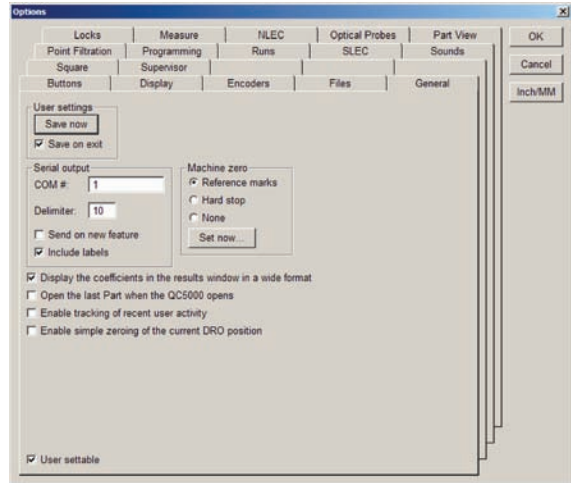 Options
Locks Measure NLEC Optical Probes Part View
Point Filtration Programming Runs SLEC Sounds
Square Supervisor
Buttons Display Encoders Files General
OK
Cancel
Inch/MM
User settings
Save now
Save on exit
Serial output
COM #: 1
Delimiter: 10
Send on new feature
Include labels
Machine zero
Reference marks
Hard stop
None
Set now...
Display the coefficients in the results window in a wide format
Open the last Part when the QC5000 opens
Enable tracking of recent user activity
Enable simple zeroing of the current DRO position
User settable